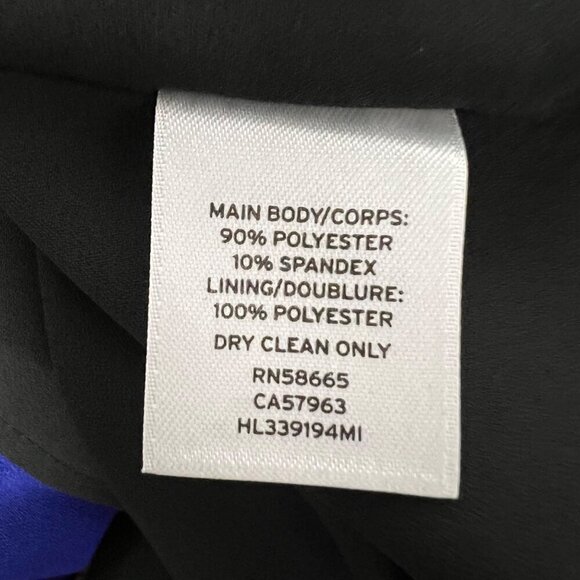 MAIN BODY/CORPS:
90% POLYESTER
10% SPANDEX
LINING/DOUBLURE:
100% POLYESTER
DRY CLEAN ONLY
RN58665
CA57963
HL339194MI